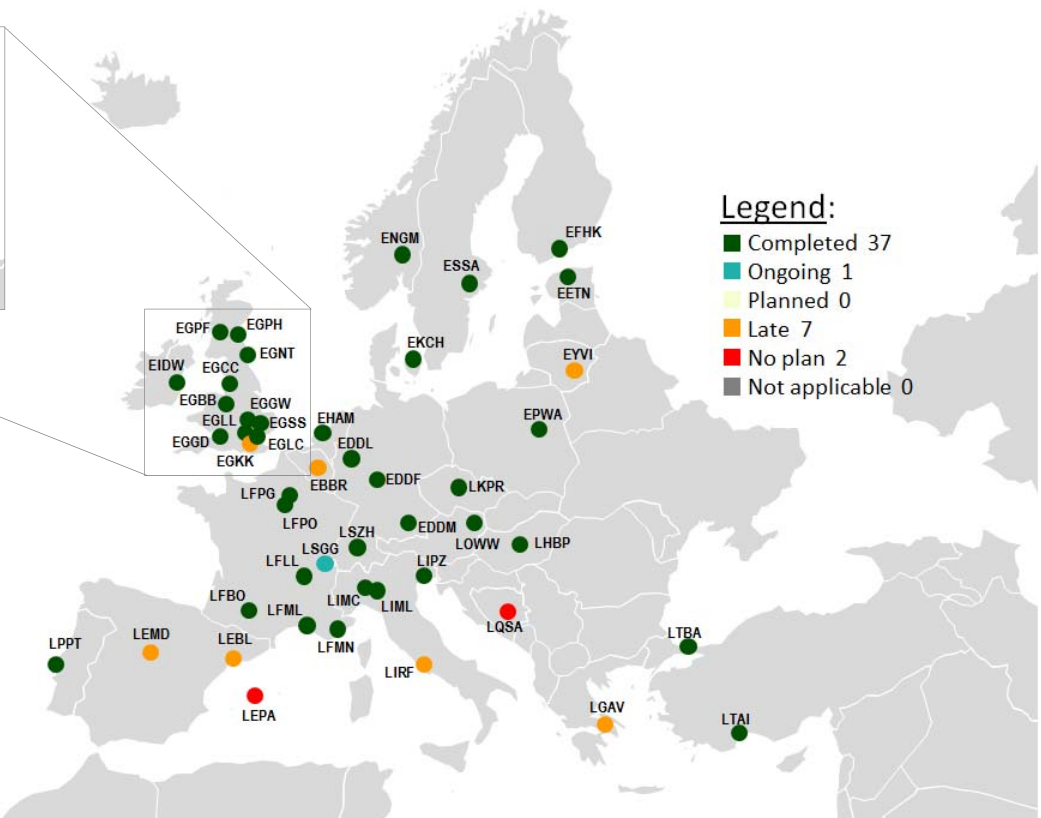 Legend:
Completed 37
Ongoing 1
Planned 0
Late 7
No plan 2
Not applicable 0
ENGM
EFHK
ESSA
EETN
EGPF
EGPH
EGNT
EKCH
EYVI
EIDW
EGCC
EGBB
EGGW
EGLL
EGSS
EHAM
EPWA
EGGD
EGLC
EDDL
EGKK
EBBR
EDDF
LKPR
LFPG
LFPO
EDDM
LSZH
LOWW
LHBP
LSGG
LFLL
LIPZ
LFBO
LIMC
LIML
LFML
LQSA
LPPT
LEMD
LEBL
LFMN
LTBA
LIRF
LEPA
LGAV
LTAI